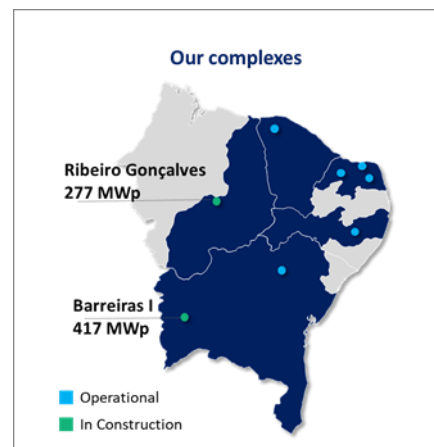 Our complexes
Ribeiro Gonçalves
277 MWp
Barreiras I
417 MWp
Operational
In Construction